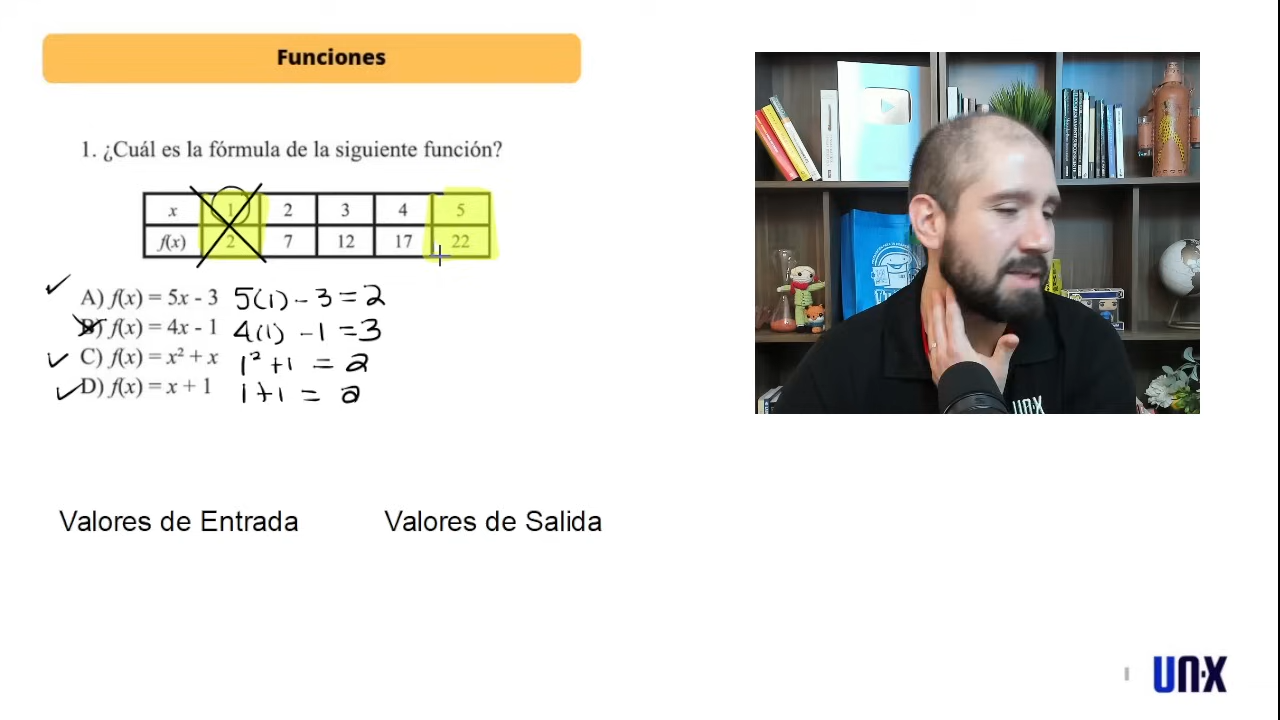 Funciones
1. ¿Cuál es la fórmula de la siguiente función?
x 1 2 3 4 5
f(x) 2 7 12 17 22
A) f(x) = 5x - 3 5(1) - 3 = 2
B) f(x) = 4x - 1 4(1) - 1 = 3
C) f(x) = x² + x 1² + 1 = 2
D) f(x) = x + 1 1 + 1 = 2
Valores de Entrada Valores de Salida
UNX
UNX